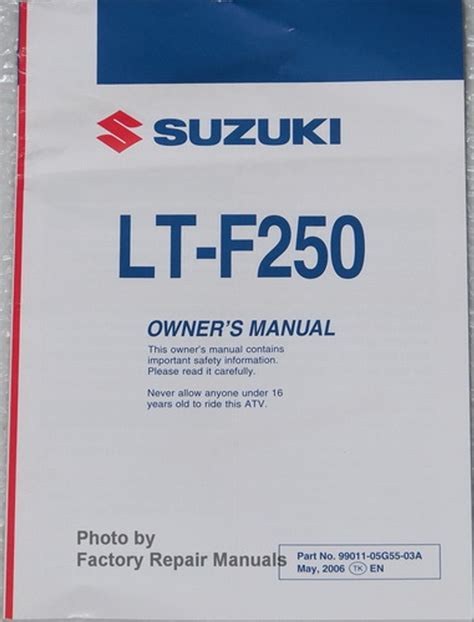 SUZUKI
LT-F250
OWNER'S MANUAL
This owner's manual contains
important safety information.
Please read it carefully.
Never allow anyone under 16
years old to ride this ATV.
Photo by
Factory Repair Manuals
Part No. 99011-05G55-03A
May, 2006 TK EN